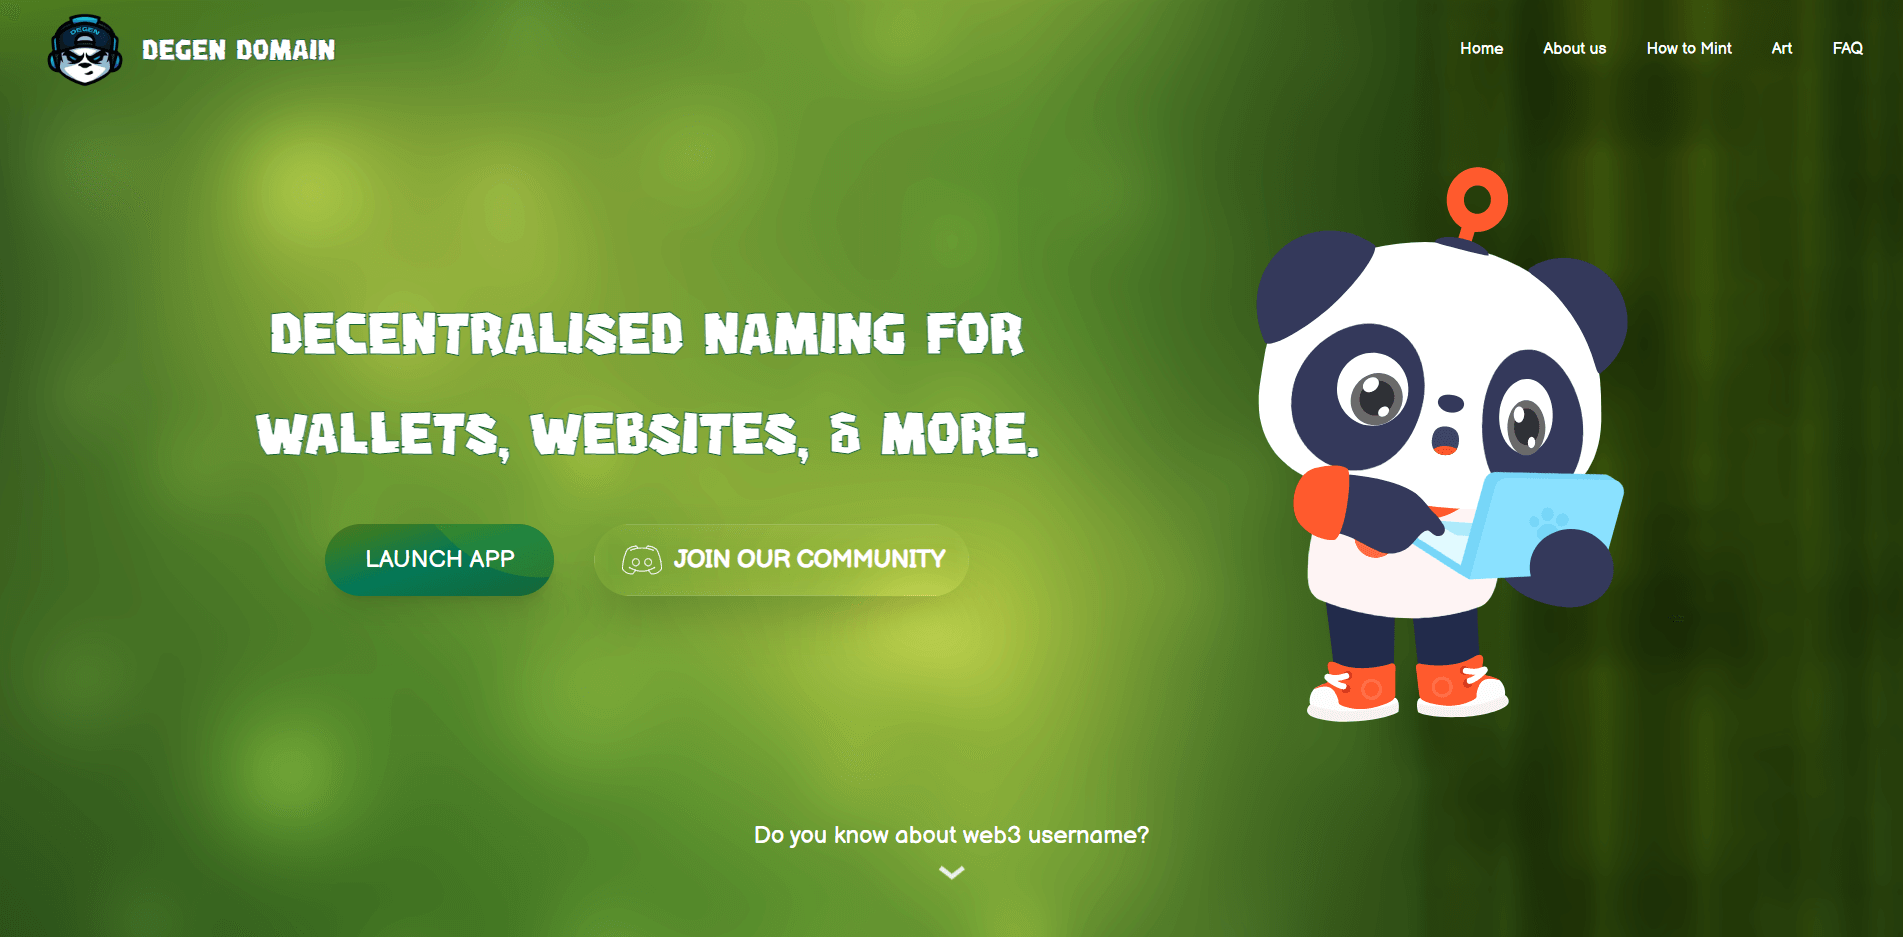 DEGEN
DEGEN DOMAIN
Home
About us
How to Mint
Art
FAQ
DECENTRALISED NAMING FOR
WALLETS, WEBSITES, & MORE.
LAUNCH APP
JOIN OUR COMMUNITY
Do you know about web3 username?